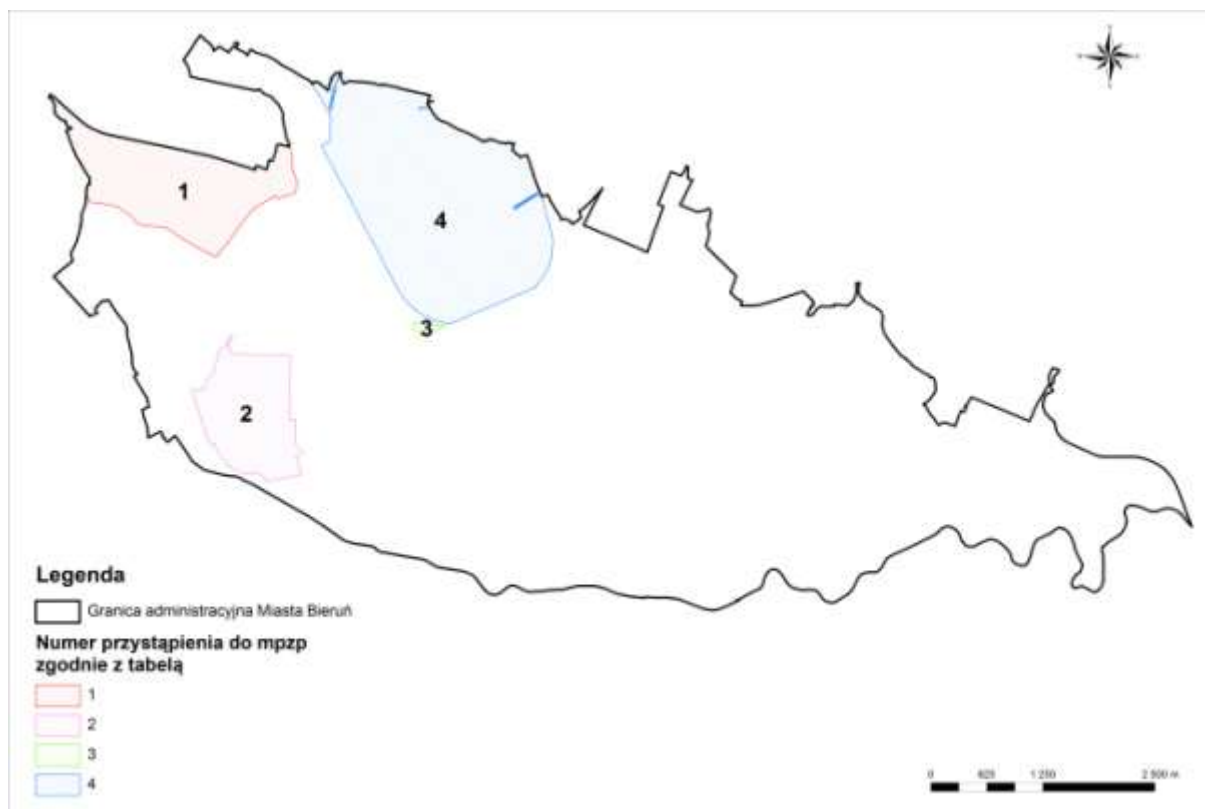 1
4
3
2
Legenda
Granica administracyjna Miasta Bieruń
Numer przystąpienia do mpzp
zgodnie z tabelą
1
2
3
4
0 625 1 250 2 500 m